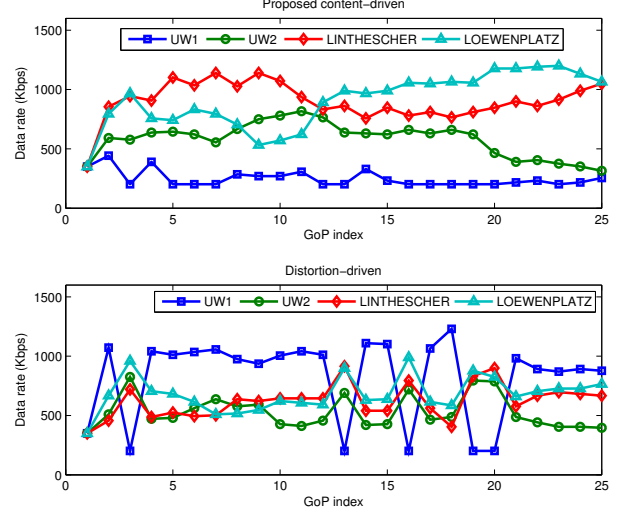 Proposed content−driven
UW1 UW2 LINTHESCHER LOEWENPLATZ
1500
1000
500
0
Data rate (Kbps)
0 5 10 15 20 25
GoP index
Distortion−driven
UW1 UW2 LINTHESCHER LOEWENPLATZ
1500
1000
500
0
Data rate (Kbps)
0 5 10 15 20 25
GoP index